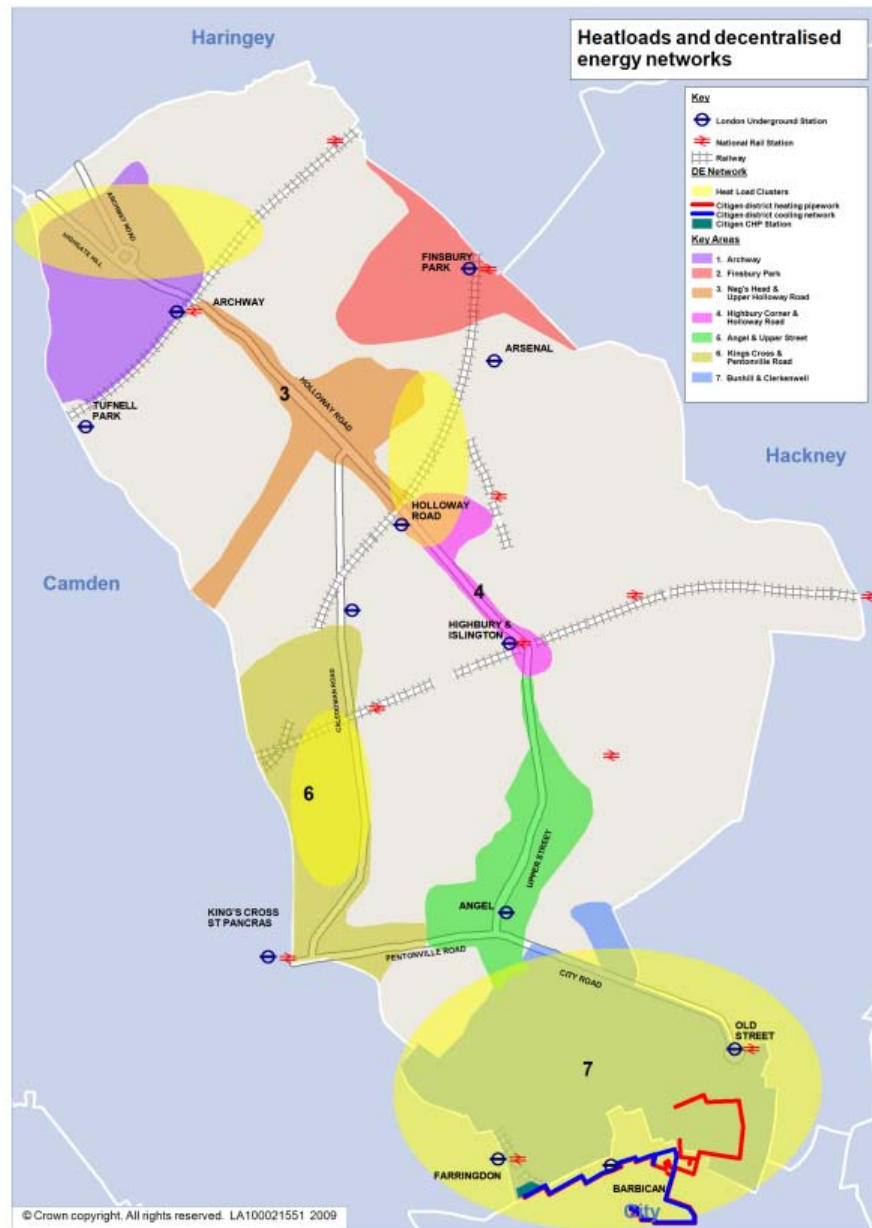 Haringey
Heatloads and decentralised
energy networks
Key
London Underground Station
National Rail Station
Railway
DE Network
Heat Load Clusters
Citigen district heating pipework
Citigen district cooling network
Citigen CHP Station
Key Areas
1. Archway
2. Finsbury Park
3. Nag's Head &
Upper Holloway Road
4. Highbury Corner &
Holloway Road
5. Angel & Upper Street
6. Kings Cross &
Pentonville Road
7. Bunhill & Clerkenwell
ARCHWAY ROAD
HIGHGATE HILL
FINSBURY
PARK
ARCHWAY
ARSENAL
3
HOLLOWAY ROAD
TUFNELL
PARK
Hackney
HOLLOWAY
ROAD
Camden
4
HIGHBURY &
ISLINGTON
CALEDONIAN ROAD
6
UPPER STREET
ANGEL
KING'S CROSS
ST PANCRAS
PENTONVILLE ROAD
CITY ROAD
OLD
STREET
7
FARRINGDON
BARBICAN
City
© Crown copyright. All rights reserved. LA100021551 2009